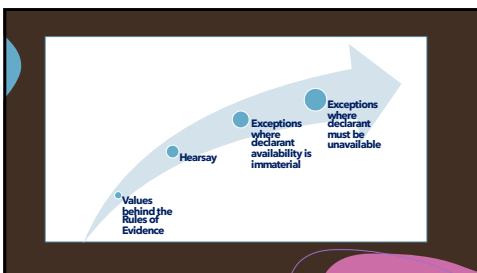 Values
behind the
Rules of
Evidence
Hearsay
Exceptions
where
declarant
availability is
immaterial
Exceptions
where
declarant
must be
unavailable